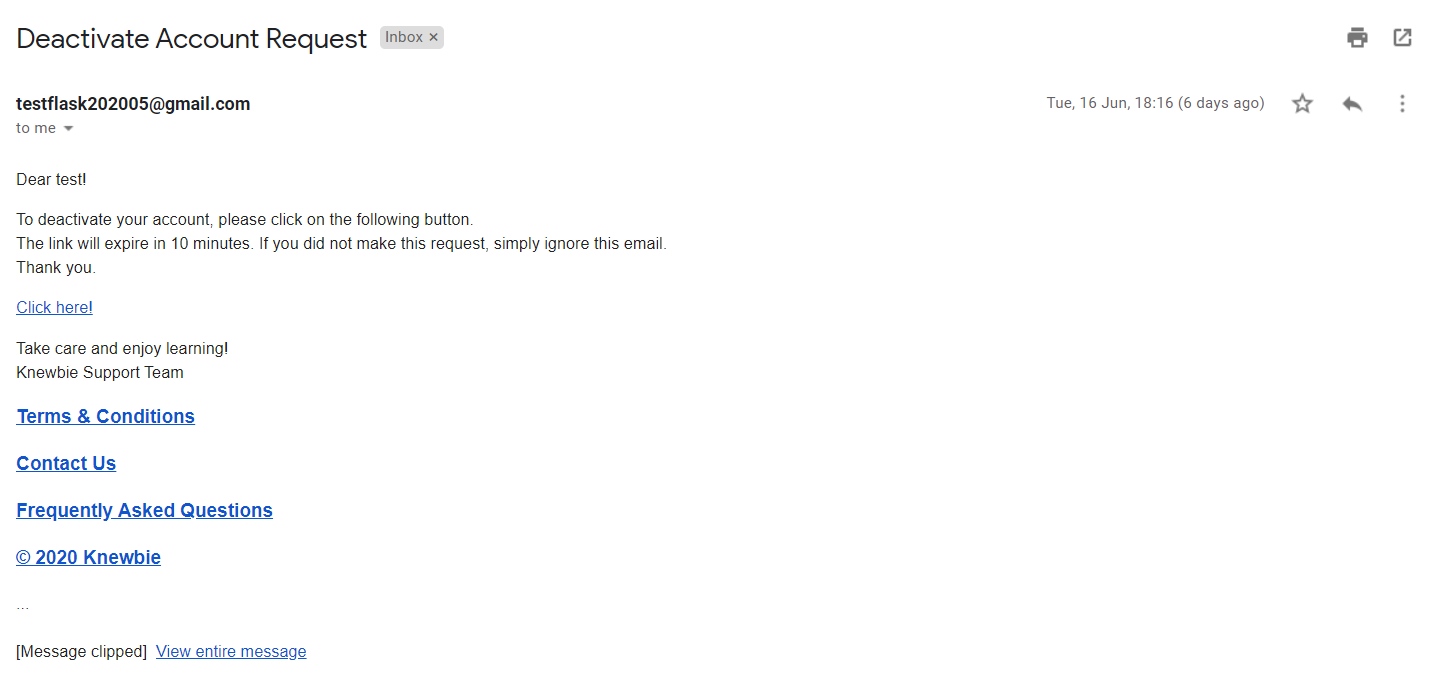 Deactivate Account Request Inbox ×
testflask202005@gmail.com Tue, 16 Jun, 18:16 (6 days ago)
to me
Dear test!
To deactivate your account, please click on the following button.
The link will expire in 10 minutes. If you did not make this request, simply ignore this email.
Thank you.
Click here!
Take care and enjoy learning!
Knewbie Support Team
Terms & Conditions
Contact Us
Frequently Asked Questions
© 2020 Knewbie
...
[Message clipped] View entire message